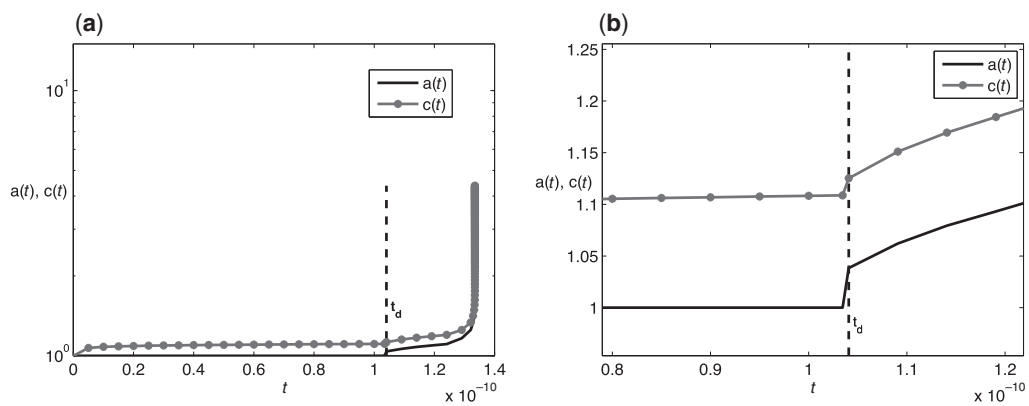 (a)
10¹
a(t)
c(t)
a(t), c(t)
t_d
10⁰
0 0.2 0.4 0.6 0.8 1 1.2 1.4
t
x 10⁻¹⁰
(b)
1.25
a(t)
c(t)
1.2
1.15
a(t), c(t)
1.1
1.05
1
t_d
0.8 0.9 1 1.1 1.2
t
x 10⁻¹⁰